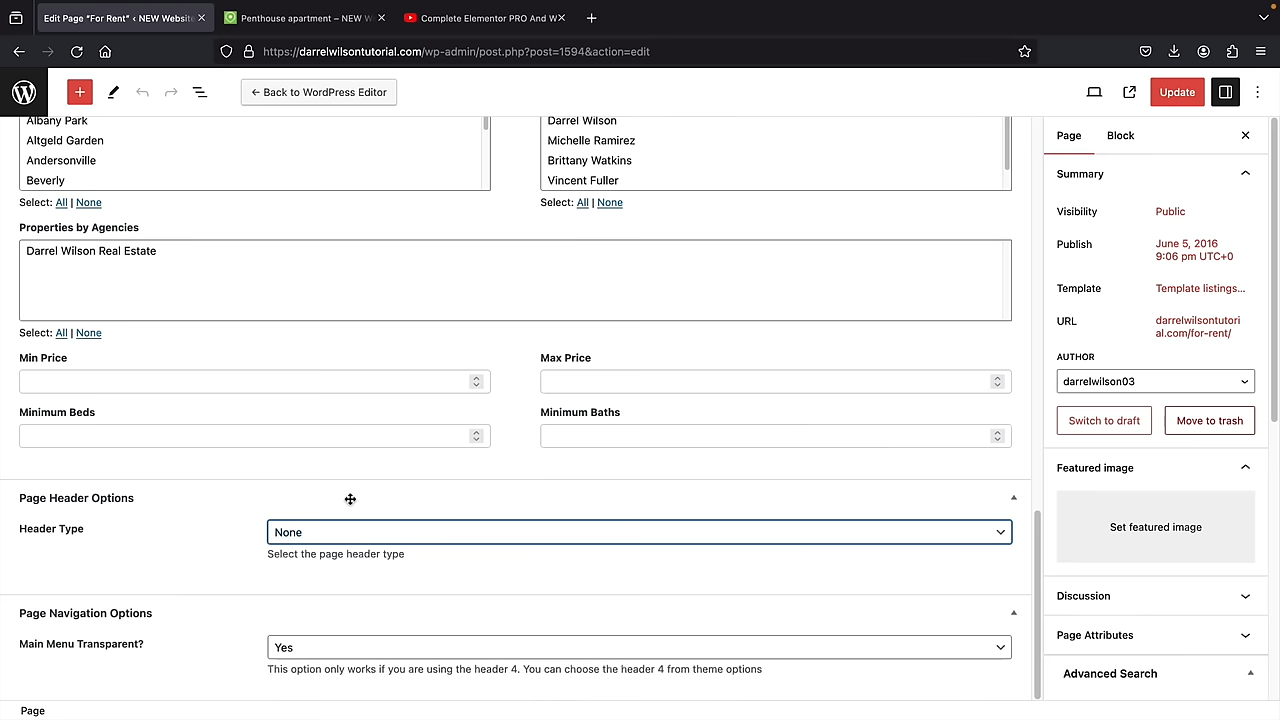 Edit Page “For Rent” ‹ NEW Website
Penthouse apartment – NEW W
Complete Elementor PRO And W
https://darrelwilsontutorial.com/wp-admin/post.php?post=1594&action=edit
← Back to WordPress Editor
Update
Albany Park
Altgeld Garden
Andersonville
Beverly
Darrel Wilson
Michelle Ramirez
Brittany Watkins
Vincent Fuller
Select: All | None
Select: All | None
Properties by Agencies
Darrel Wilson Real Estate
Select: All | None
Min Price
Max Price
Minimum Beds
Minimum Baths
Page Header Options
Header Type
None
Select the page header type
Page Navigation Options
Main Menu Transparent?
Yes
This option only works if you are using the header 4. You can choose the header 4 from theme options
Page
Page
Block
Summary
Visibility
Public
Publish
June 5, 2016
9:06 pm UTC+0
Template
Template listings…
URL
darrelwilsontutori
al.com/for-rent/
AUTHOR
darrelwilson03
Switch to draft
Move to trash
Featured image
Set featured image
Discussion
Page Attributes
Advanced Search